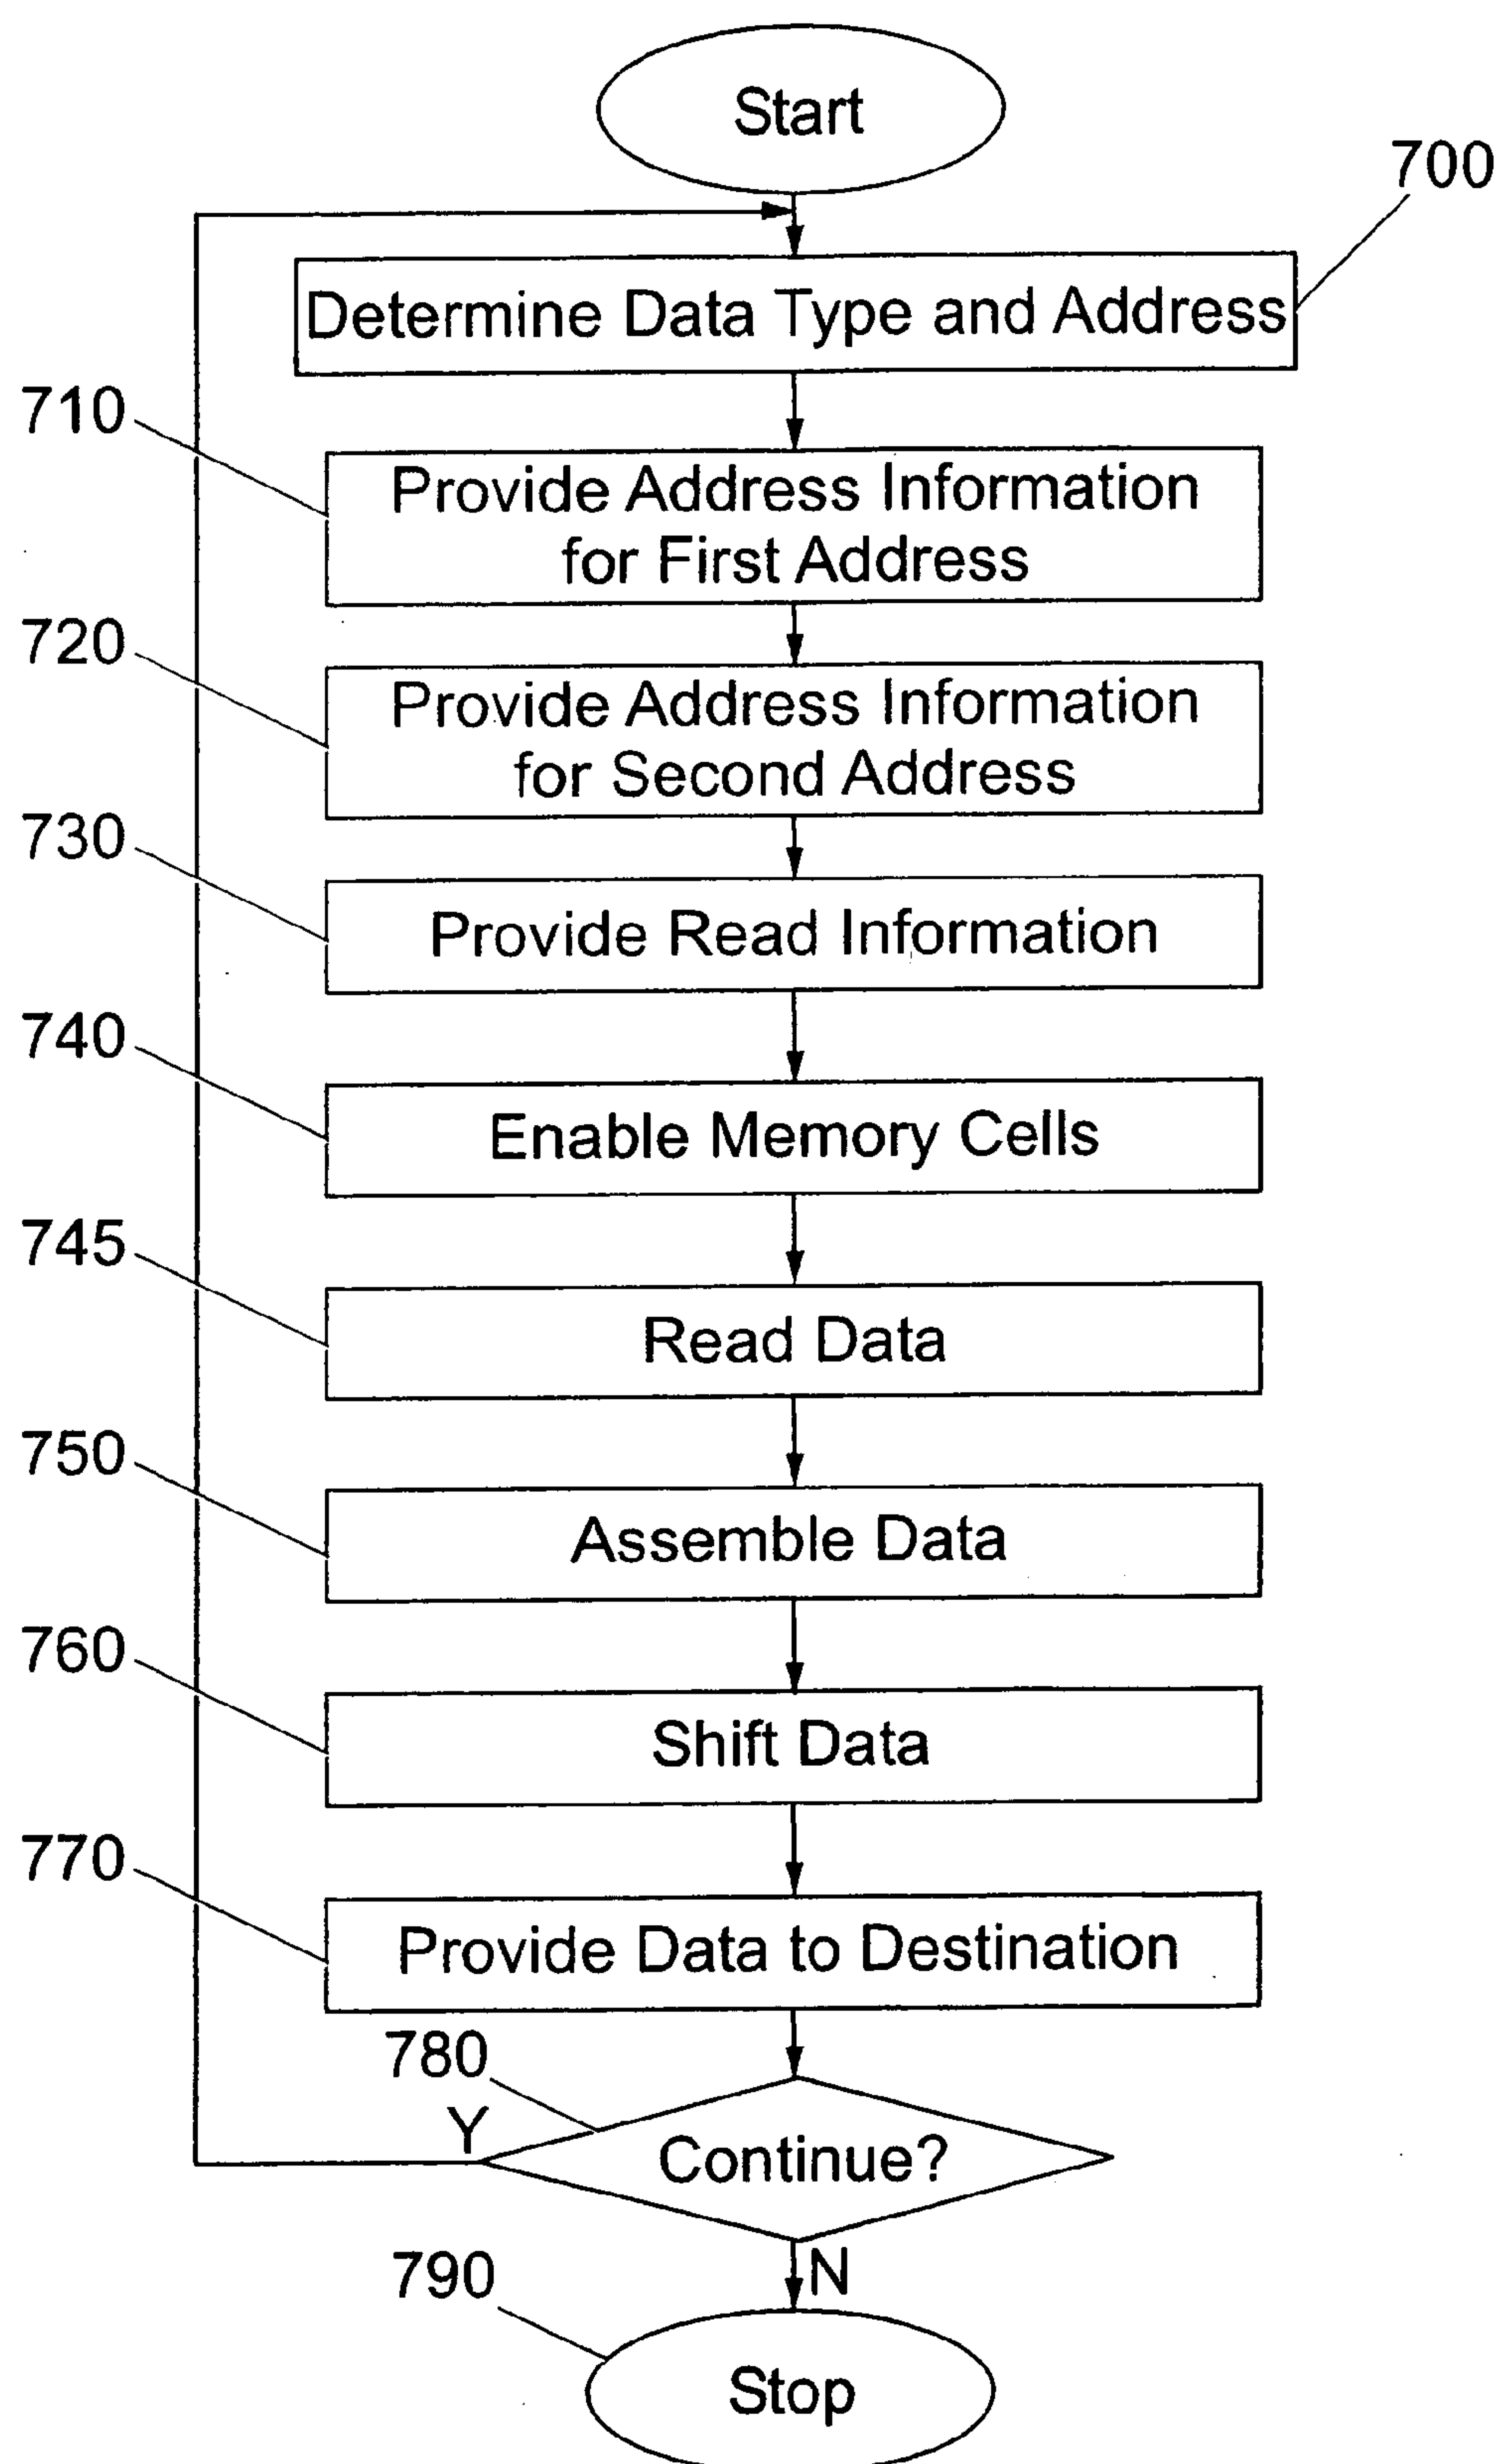 Start
700
Determine Data Type and Address
710
Provide Address Information
for First Address
720
Provide Address Information
for Second Address
730
Provide Read Information
740
Enable Memory Cells
745
Read Data
750
Assemble Data
760
Shift Data
770
Provide Data to Destination
780
Y
Continue?
N
790
Stop